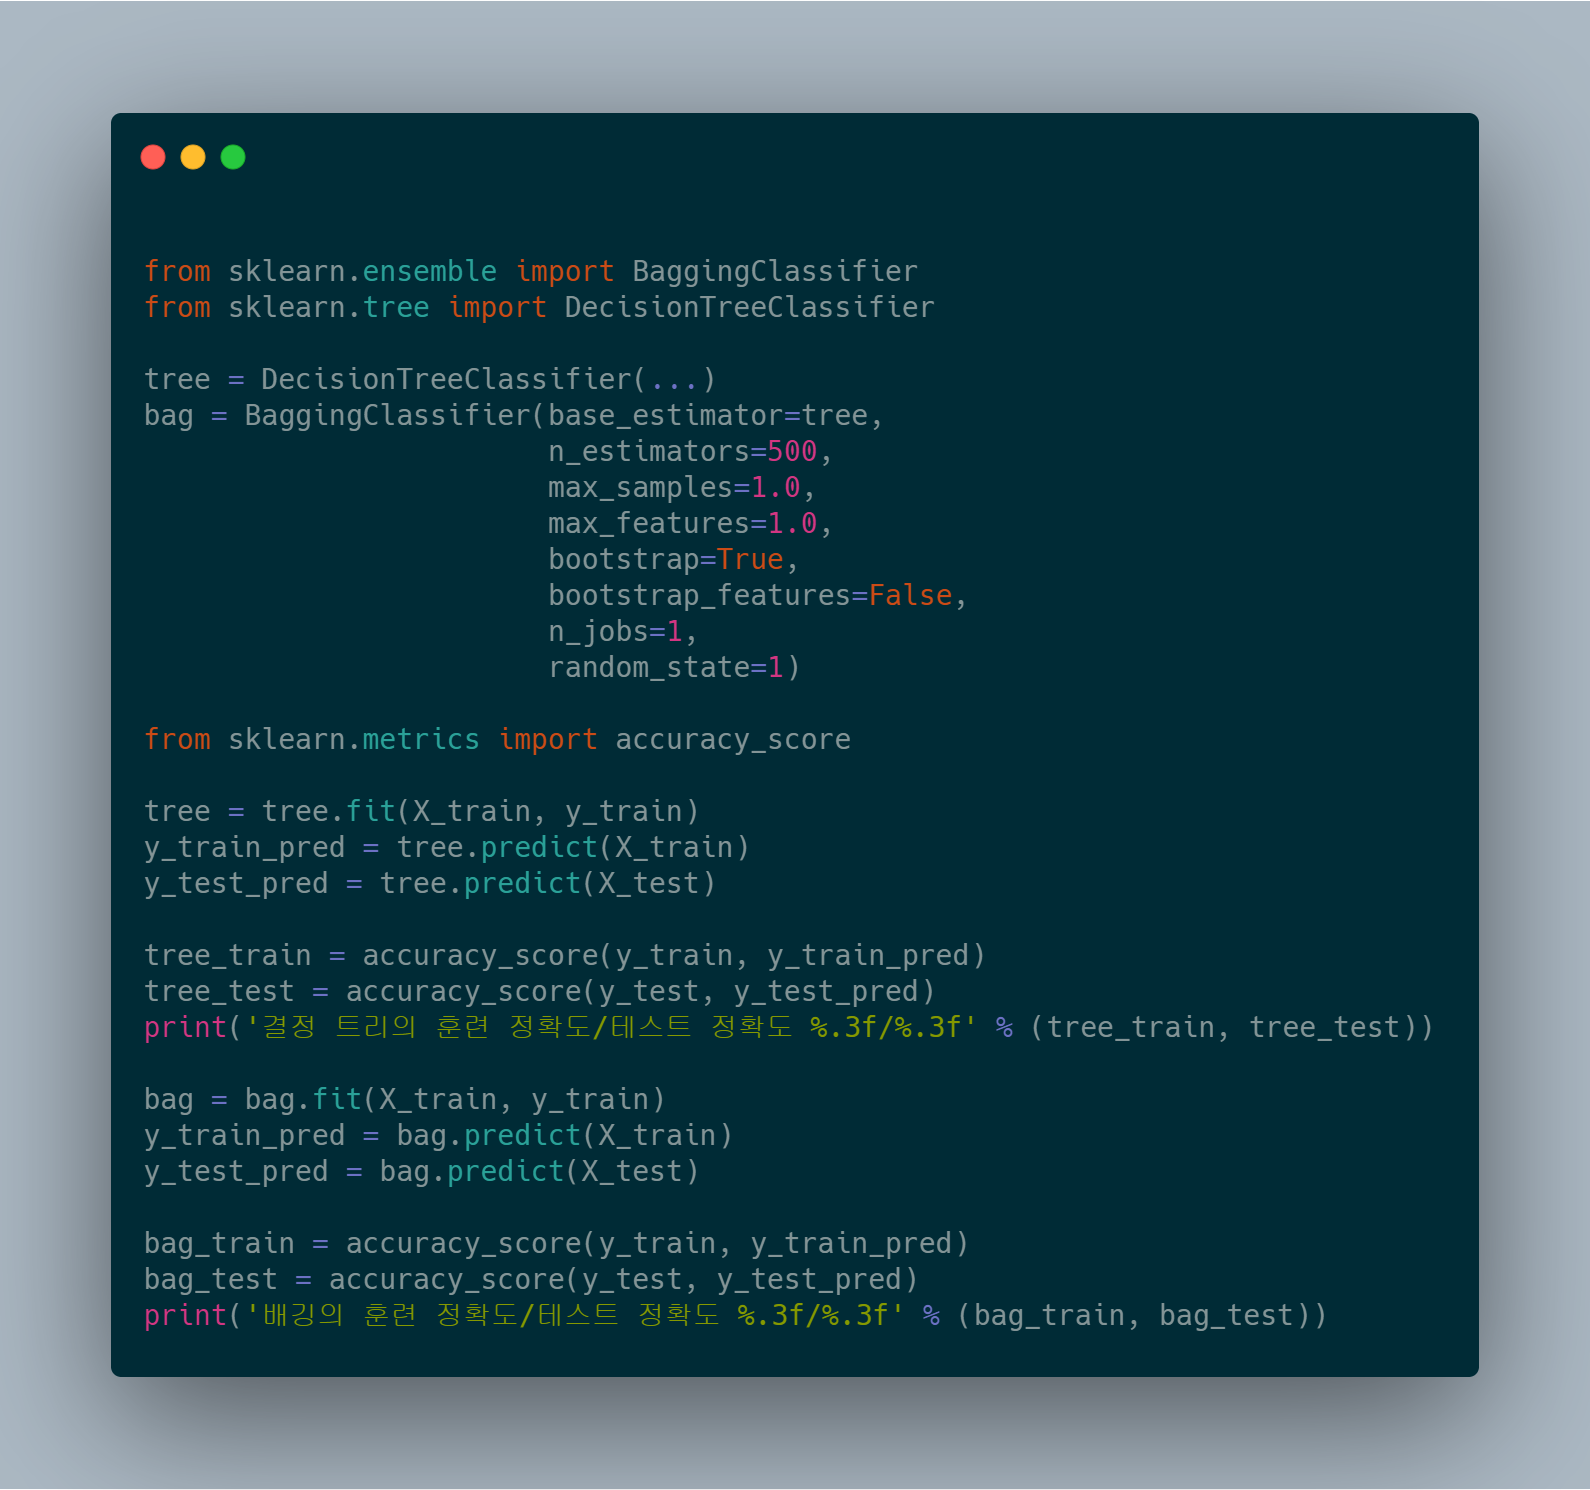 from sklearn.ensemble import BaggingClassifier
from sklearn.tree import DecisionTreeClassifier
tree = DecisionTreeClassifier(...)
bag = BaggingClassifier(base_estimator=tree,
n_estimators=500,
max_samples=1.0,
max_features=1.0,
bootstrap=True,
bootstrap_features=False,
n_jobs=1,
random_state=1)
from sklearn.metrics import accuracy_score
tree = tree.fit(X_train, y_train)
y_train_pred = tree.predict(X_train)
y_test_pred = tree.predict(X_test)
tree_train = accuracy_score(y_train, y_train_pred)
tree_test = accuracy_score(y_test, y_test_pred)
print('결정 트리의 훈련 정확도/테스트 정확도 %.3f/%.3f' % (tree_train, tree_test))
bag = bag.fit(X_train, y_train)
y_train_pred = bag.predict(X_train)
y_test_pred = bag.predict(X_test)
bag_train = accuracy_score(y_train, y_train_pred)
bag_test = accuracy_score(y_test, y_test_pred)
print('배깅의 훈련 정확도/테스트 정확도 %.3f/%.3f' % (bag_train, bag_test))